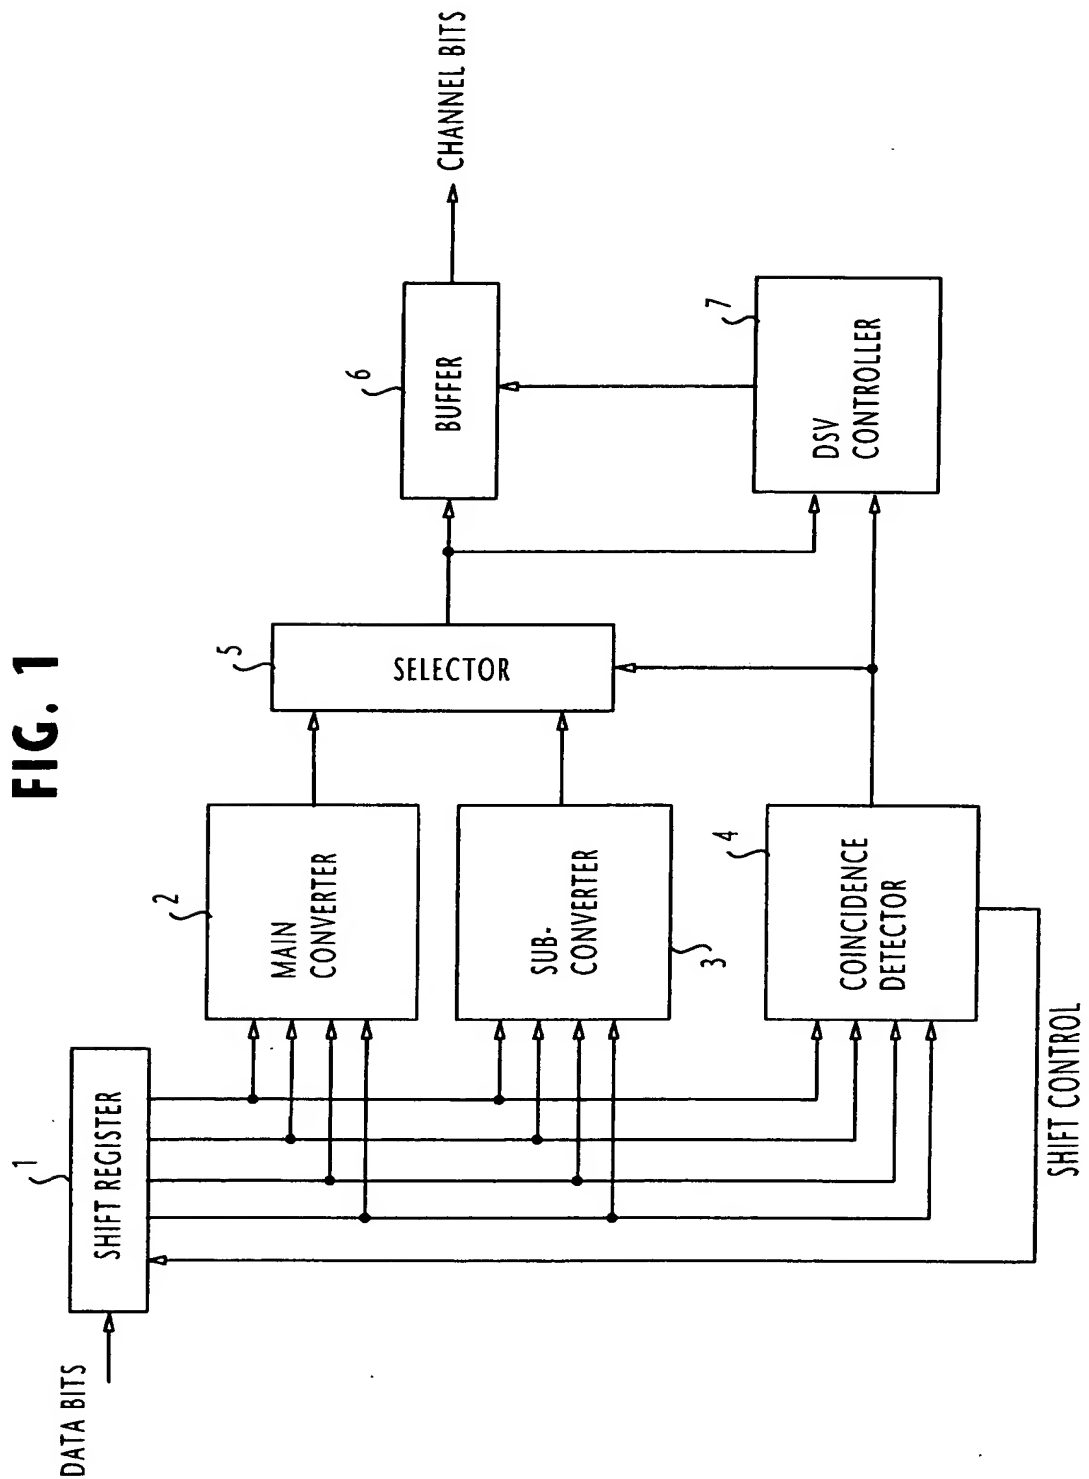 FIG. 1
DATA BITS
1
SHIFT REGISTER
2
MAIN
CONVERTER
SUB-
CONVERTER
3
4
COINCIDENCE
DETECTOR
SHIFT CONTROL
5
SELECTOR
6
BUFFER
7
DSV
CONTROLLER
CHANNEL BITS